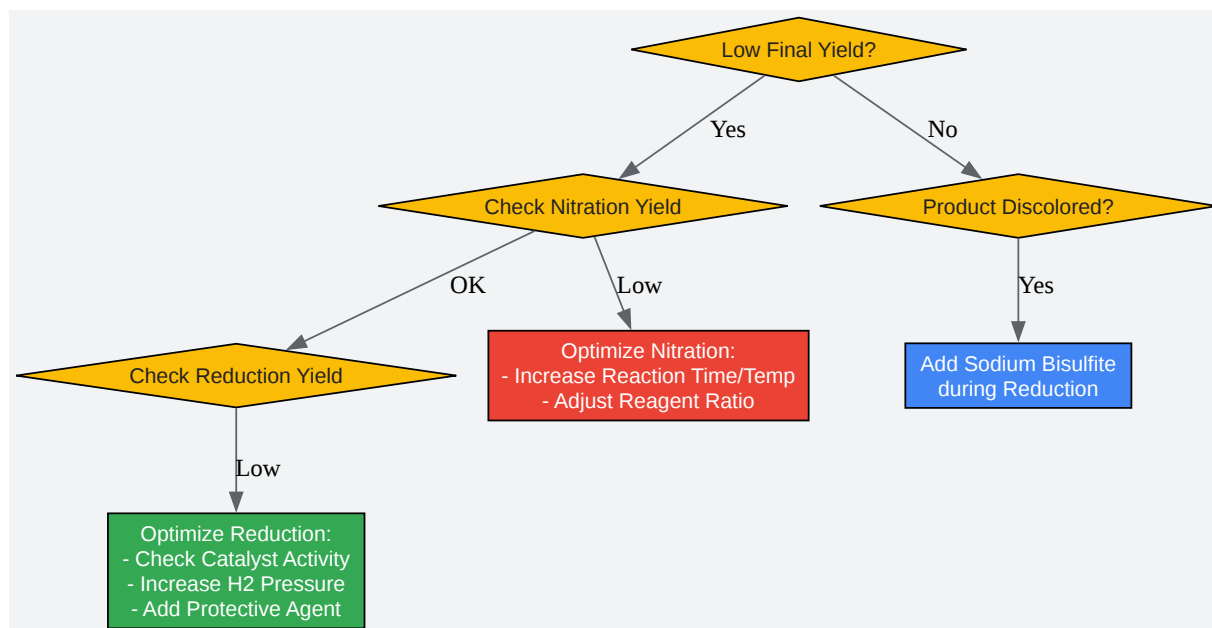 Low Final Yield?
Yes
No
Check Nitration Yield
Product Discolored?
OK
Low
Yes
Check Reduction Yield
Optimize Nitration:
- Increase Reaction Time/Temp
- Adjust Reagent Ratio
Add Sodium Bisulfite
during Reduction
Low
Optimize Reduction:
- Check Catalyst Activity
- Increase H2 Pressure
- Add Protective Agent